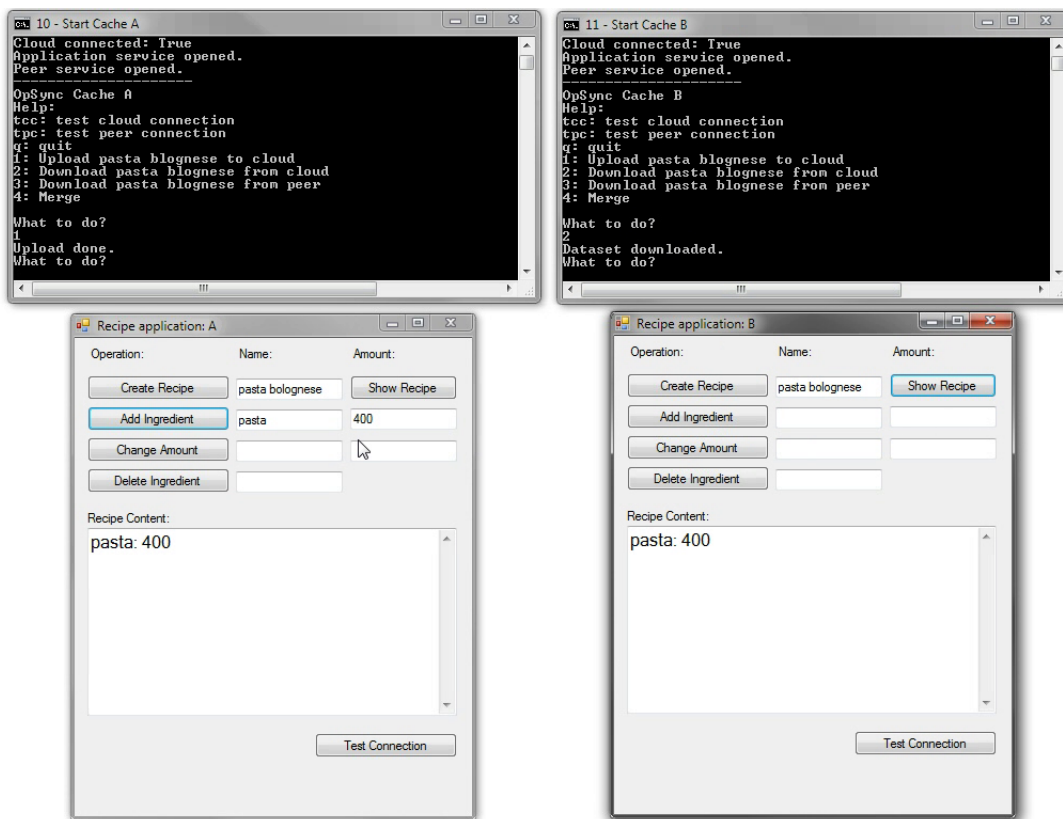 10 - Start Cache A
Cloud connected: True
Application service opened.
Peer service opened.
----------------------
OpSync Cache A
Help:
tcc: test cloud connection
tpc: test peer connection
q: quit
1: Upload pasta blognese to cloud
2: Download pasta blognese from cloud
3: Download pasta blognese from peer
4: Merge
What to do?
1
Upload done.
What to do?
11 - Start Cache B
Cloud connected: True
Application service opened.
Peer service opened.
----------------------
OpSync Cache B
Help:
tcc: test cloud connection
tpc: test peer connection
q: quit
1: Upload pasta blognese to cloud
2: Download pasta blognese from cloud
3: Download pasta blognese from peer
4: Merge
What to do?
2
Dataset downloaded.
What to do?
Recipe application: A
Operation: Name: Amount:
Create Recipe pasta bolognese Show Recipe
Add Ingredient pasta 400
Change Amount
Delete Ingredient
Recipe Content:
pasta: 400
Test Connection
Recipe application: B
Operation: Name: Amount:
Create Recipe pasta bolognese Show Recipe
Add Ingredient
Change Amount
Delete Ingredient
Recipe Content:
pasta: 400
Test Connection